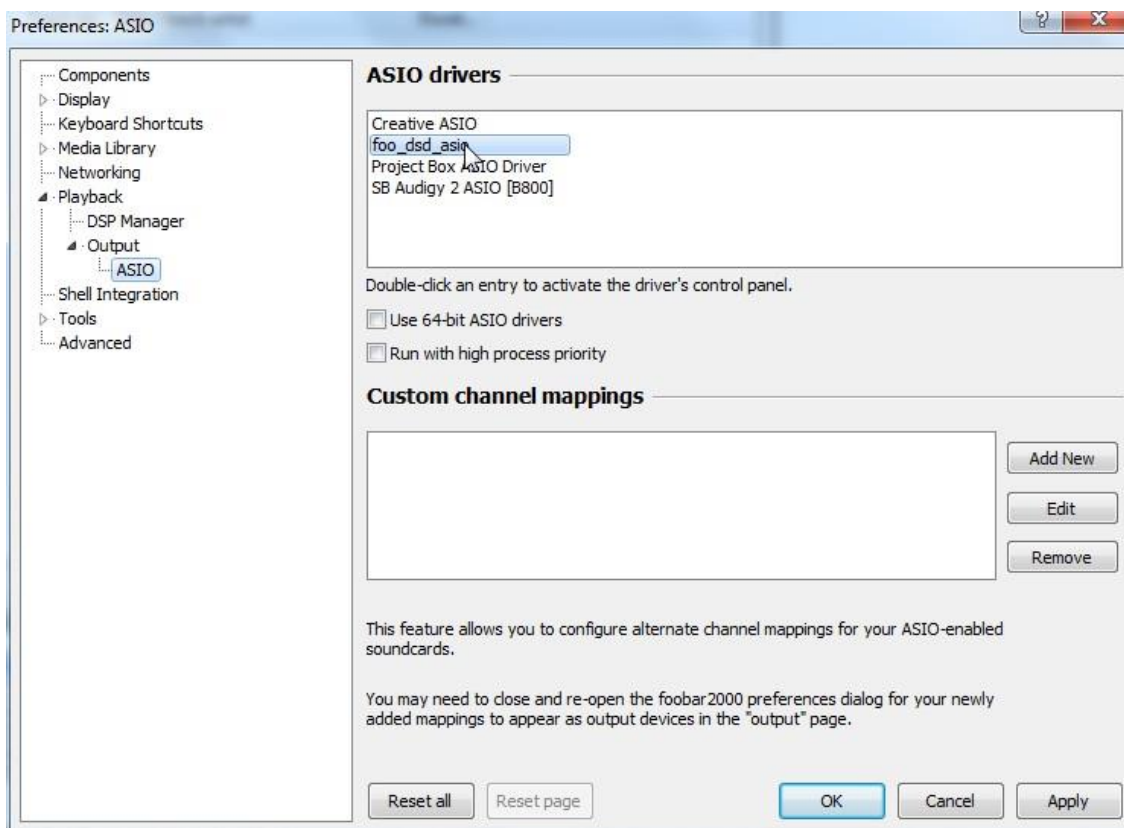 Preferences: ASIO
Components
Display
Keyboard Shortcuts
Media Library
Networking
Playback
DSP Manager
Output
ASIO
Shell Integration
Tools
Advanced
ASIO drivers
Creative ASIO
foo_dsd_asio
Project Box ASIO Driver
SB Audigy 2 ASIO [B800]
Double-click an entry to activate the driver's control panel.
Use 64-bit ASIO drivers
Run with high process priority
Custom channel mappings
Add New
Edit
Remove
This feature allows you to configure alternate channel mappings for your ASIO-enabled
soundcards.
You may need to close and re-open the foobar2000 preferences dialog for your newly
added mappings to appear as output devices in the "output" page.
Reset all
Reset page
OK
Cancel
Apply